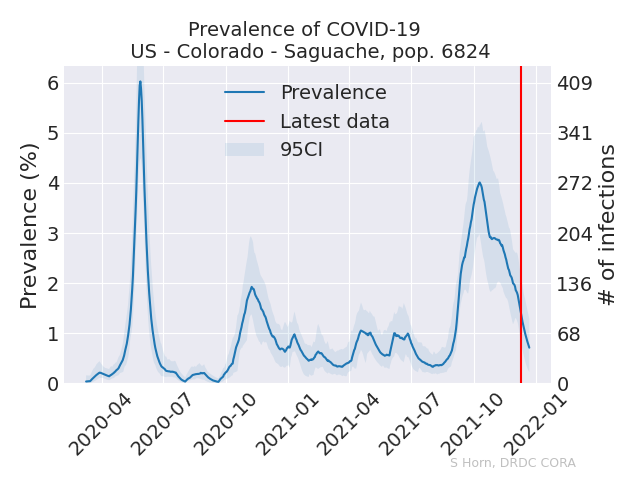 Prevalence of COVID-19
US - Colorado - Saguache, pop. 6824
Prevalence
Latest data
95CI
Prevalence (%)
6
5
4
3
2
1
0
409
341
272
204
136
68
0
# of infections
2020-04
2020-07
2020-10
2021-01
2021-04
2021-07
2021-10
2022-01
S Horn, DRDC CORA